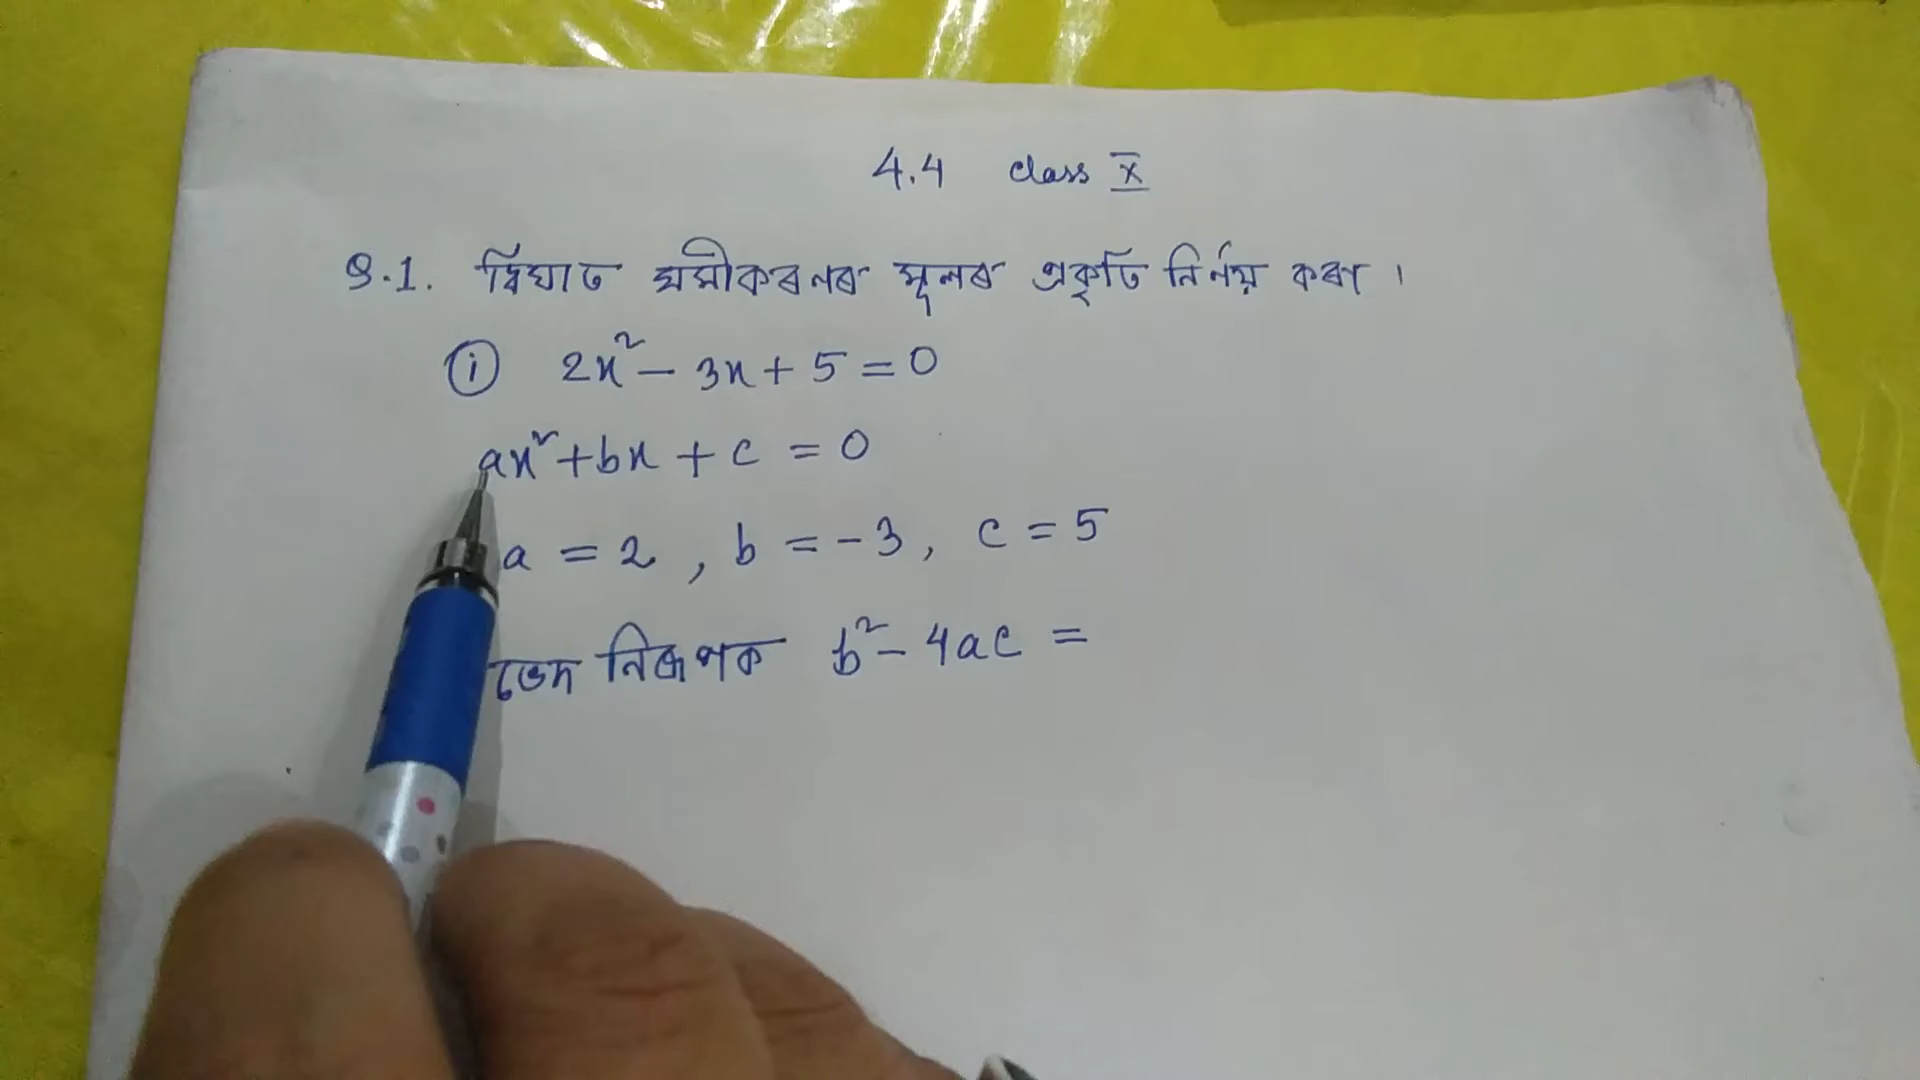 4.4 class X
Q.1. দ্বিঘাত সমীকৰণৰ মূলৰ প্ৰকৃতি নিৰ্ণয় কৰা ।
(i) 2x² - 3x + 5 = 0
ax² + bx + c = 0
a = 2 , b = -3 , c = 5
ভেদ নিৰূপক b² - 4ac =